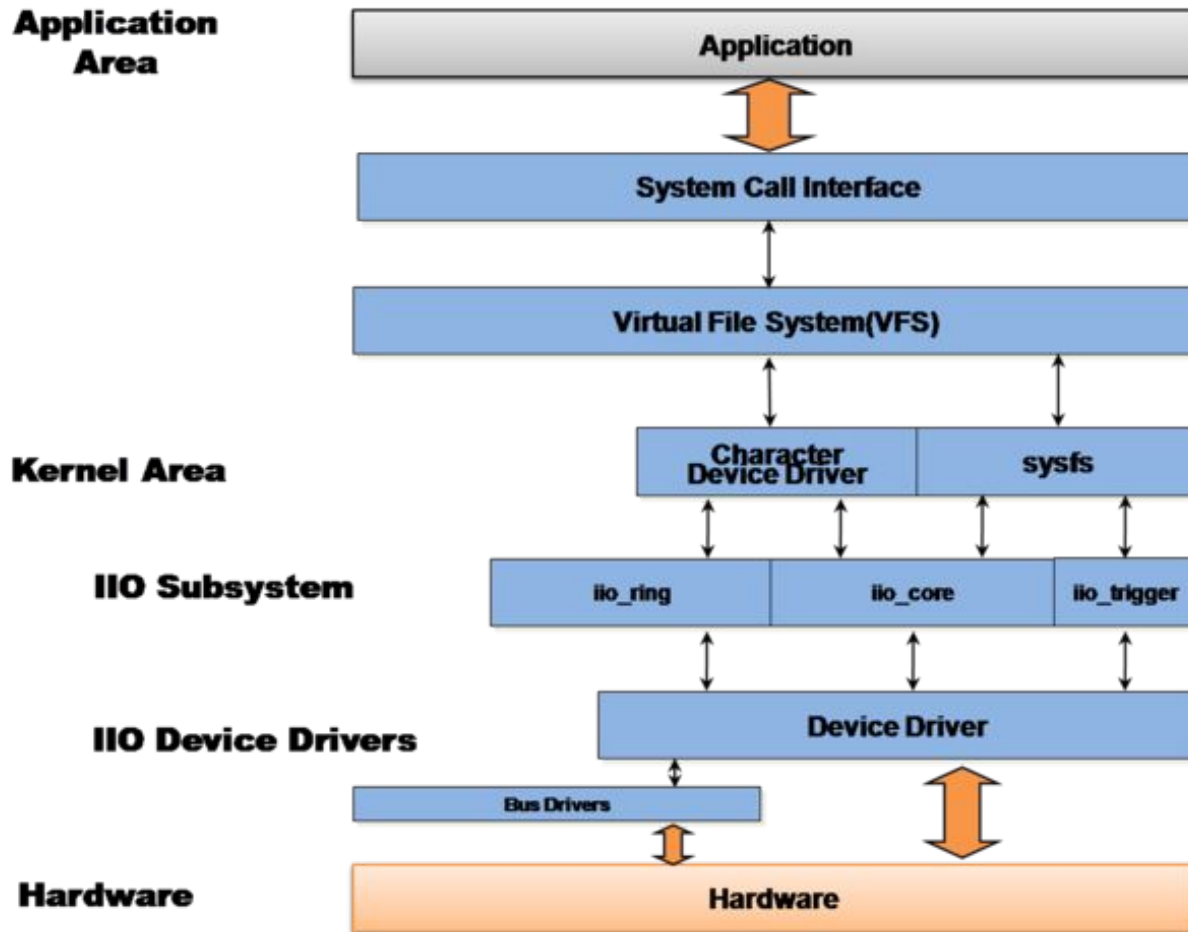 Application
Area
Application
System Call Interface
Virtual File System(VFS)
Kernel Area
Character
Device Driver
sysfs
IIO Subsystem
iio_ring
iio_core
iio_trigger
IIO Device Drivers
Device Driver
Bus Drivers
Hardware
Hardware